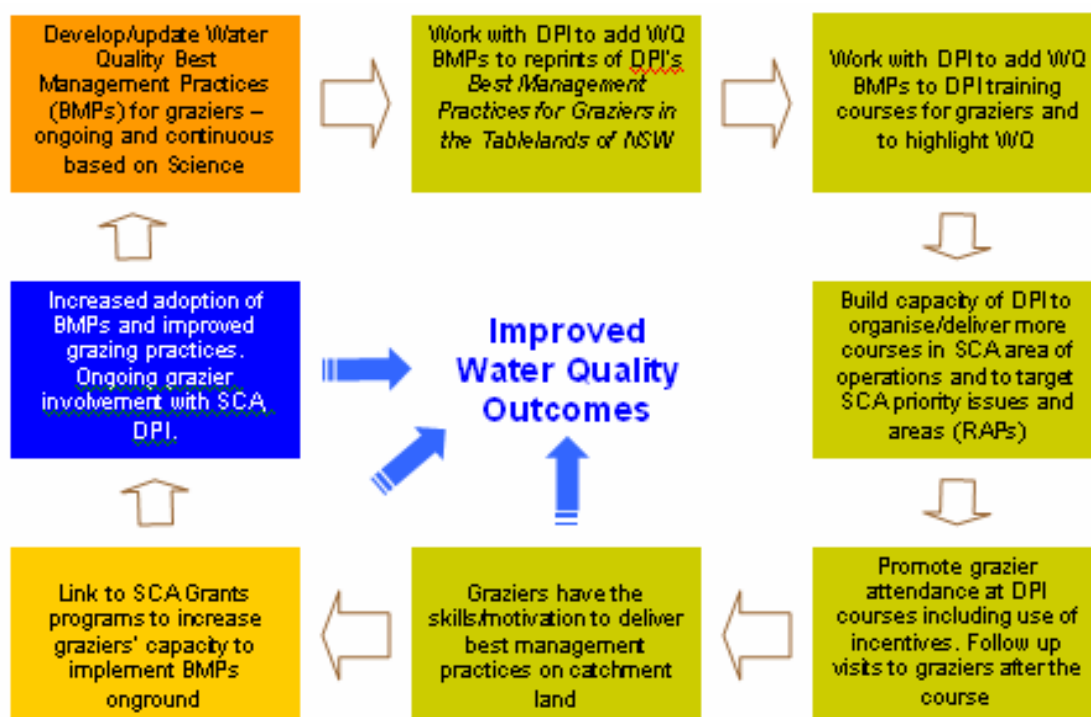 Develop/update Water
Quality Best
Management Practices
(BMPs) for graziers –
ongoing and continuous
based on Science
Work with DPI to add WQ
BMPs to reprints of DPI's
Best Management
Practices for Graziers in
the Tablelands of NSW
Work with DPI to add WQ
BMPs to DPI training
courses for graziers and
to highlight WQ
Increased adoption of
BMPs and improved
grazing practices.
Ongoing grazier
involvement with SCA,
DPI.
Improved
Water Quality
Outcomes
Build capacity of DPI to
organise/deliver more
courses in SCA area of
operations and to target
SCA priority issues and
areas (RAPs)
Link to SCA Grants
programs to increase
graziers' capacity to
implement BMPs
onground
Graziers have the
skills/motivation to deliver
best management
practices on catchment
land
Promote grazier
attendance at DPI
courses including use of
incentives. Follow up
visits to graziers after the
course